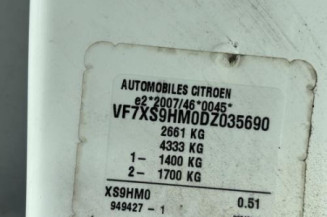 AUTOMOBILES CITROEN
e2*2007/46*0045*
VF7XS9HM0DZ035690
2661 KG
4333 KG
1- 1400 KG
2- 1700 KG
XS9HM0 0.51
949427 - 1